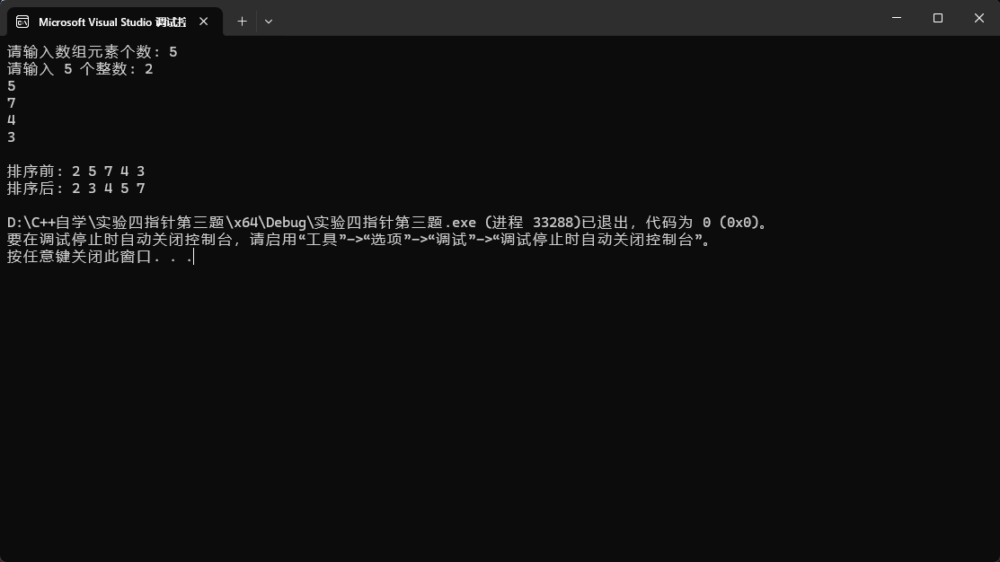 Microsoft Visual Studio 调试控
请输入数组元素个数: 5
请输入 5 个整数: 2
5
7
4
3
排序前: 2 5 7 4 3
排序后: 2 3 4 5 7
D:\C++自学\实验四指针第三题\x64\Debug\实验四指针第三题.exe (进程 33288)已退出，代码为 0 (0x0)。
要在调试停止时自动关闭控制台，请启用“工具”->“选项”->“调试”->“调试停止时自动关闭控制台”。
按任意键关闭此窗口. . .